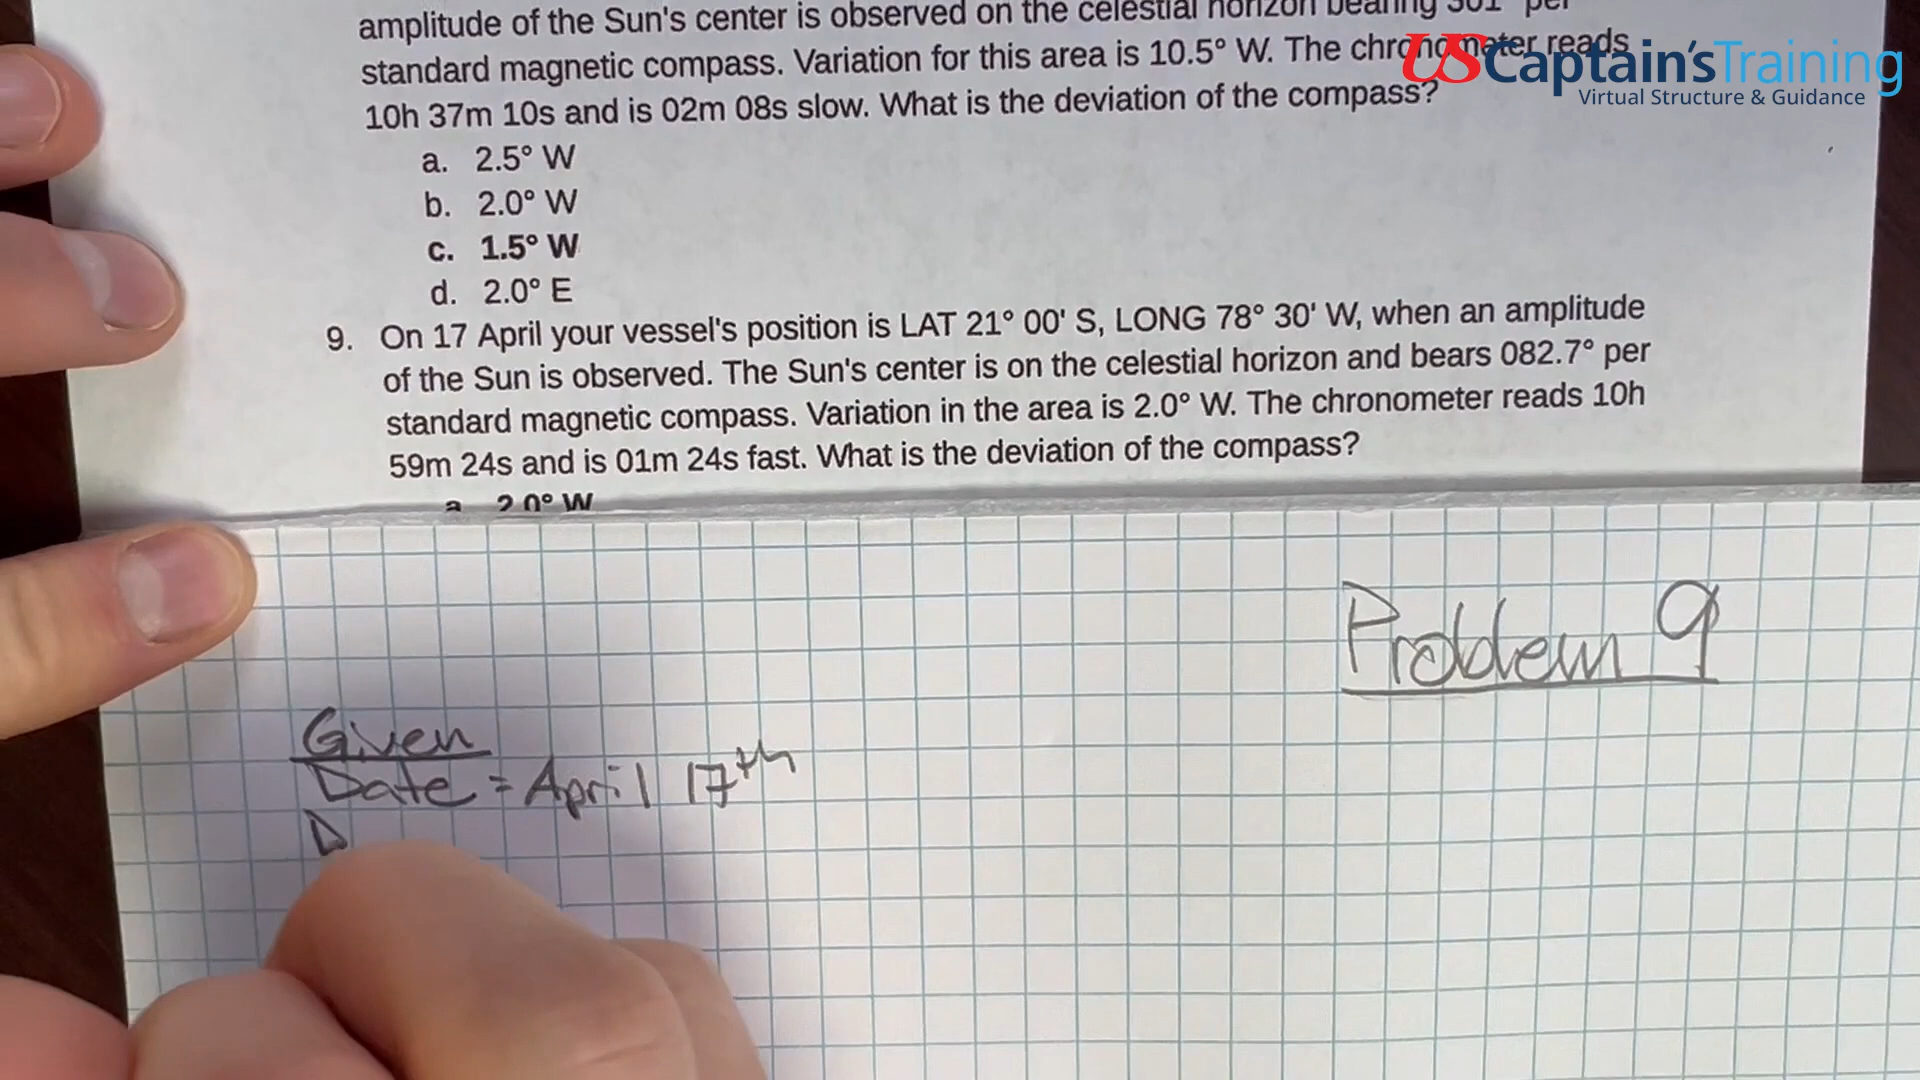 amplitude of the Sun's center is observed on the celestial horizon bearing 301° per
standard magnetic compass. Variation for this area is 10.5° W. The chronometer reads
10h 37m 10s and is 02m 08s slow. What is the deviation of the compass?
a. 2.5° W
b. 2.0° W
c. 1.5° W
d. 2.0° E
9. On 17 April your vessel's position is LAT 21° 00' S, LONG 78° 30' W, when an amplitude
of the Sun is observed. The Sun's center is on the celestial horizon and bears 082.7° per
standard magnetic compass. Variation in the area is 2.0° W. The chronometer reads 10h
59m 24s and is 01m 24s fast. What is the deviation of the compass?
a 2.0° W
USCaptain'sTraining
Virtual Structure & Guidance
Problem 9
Given
Date = April 17th
D